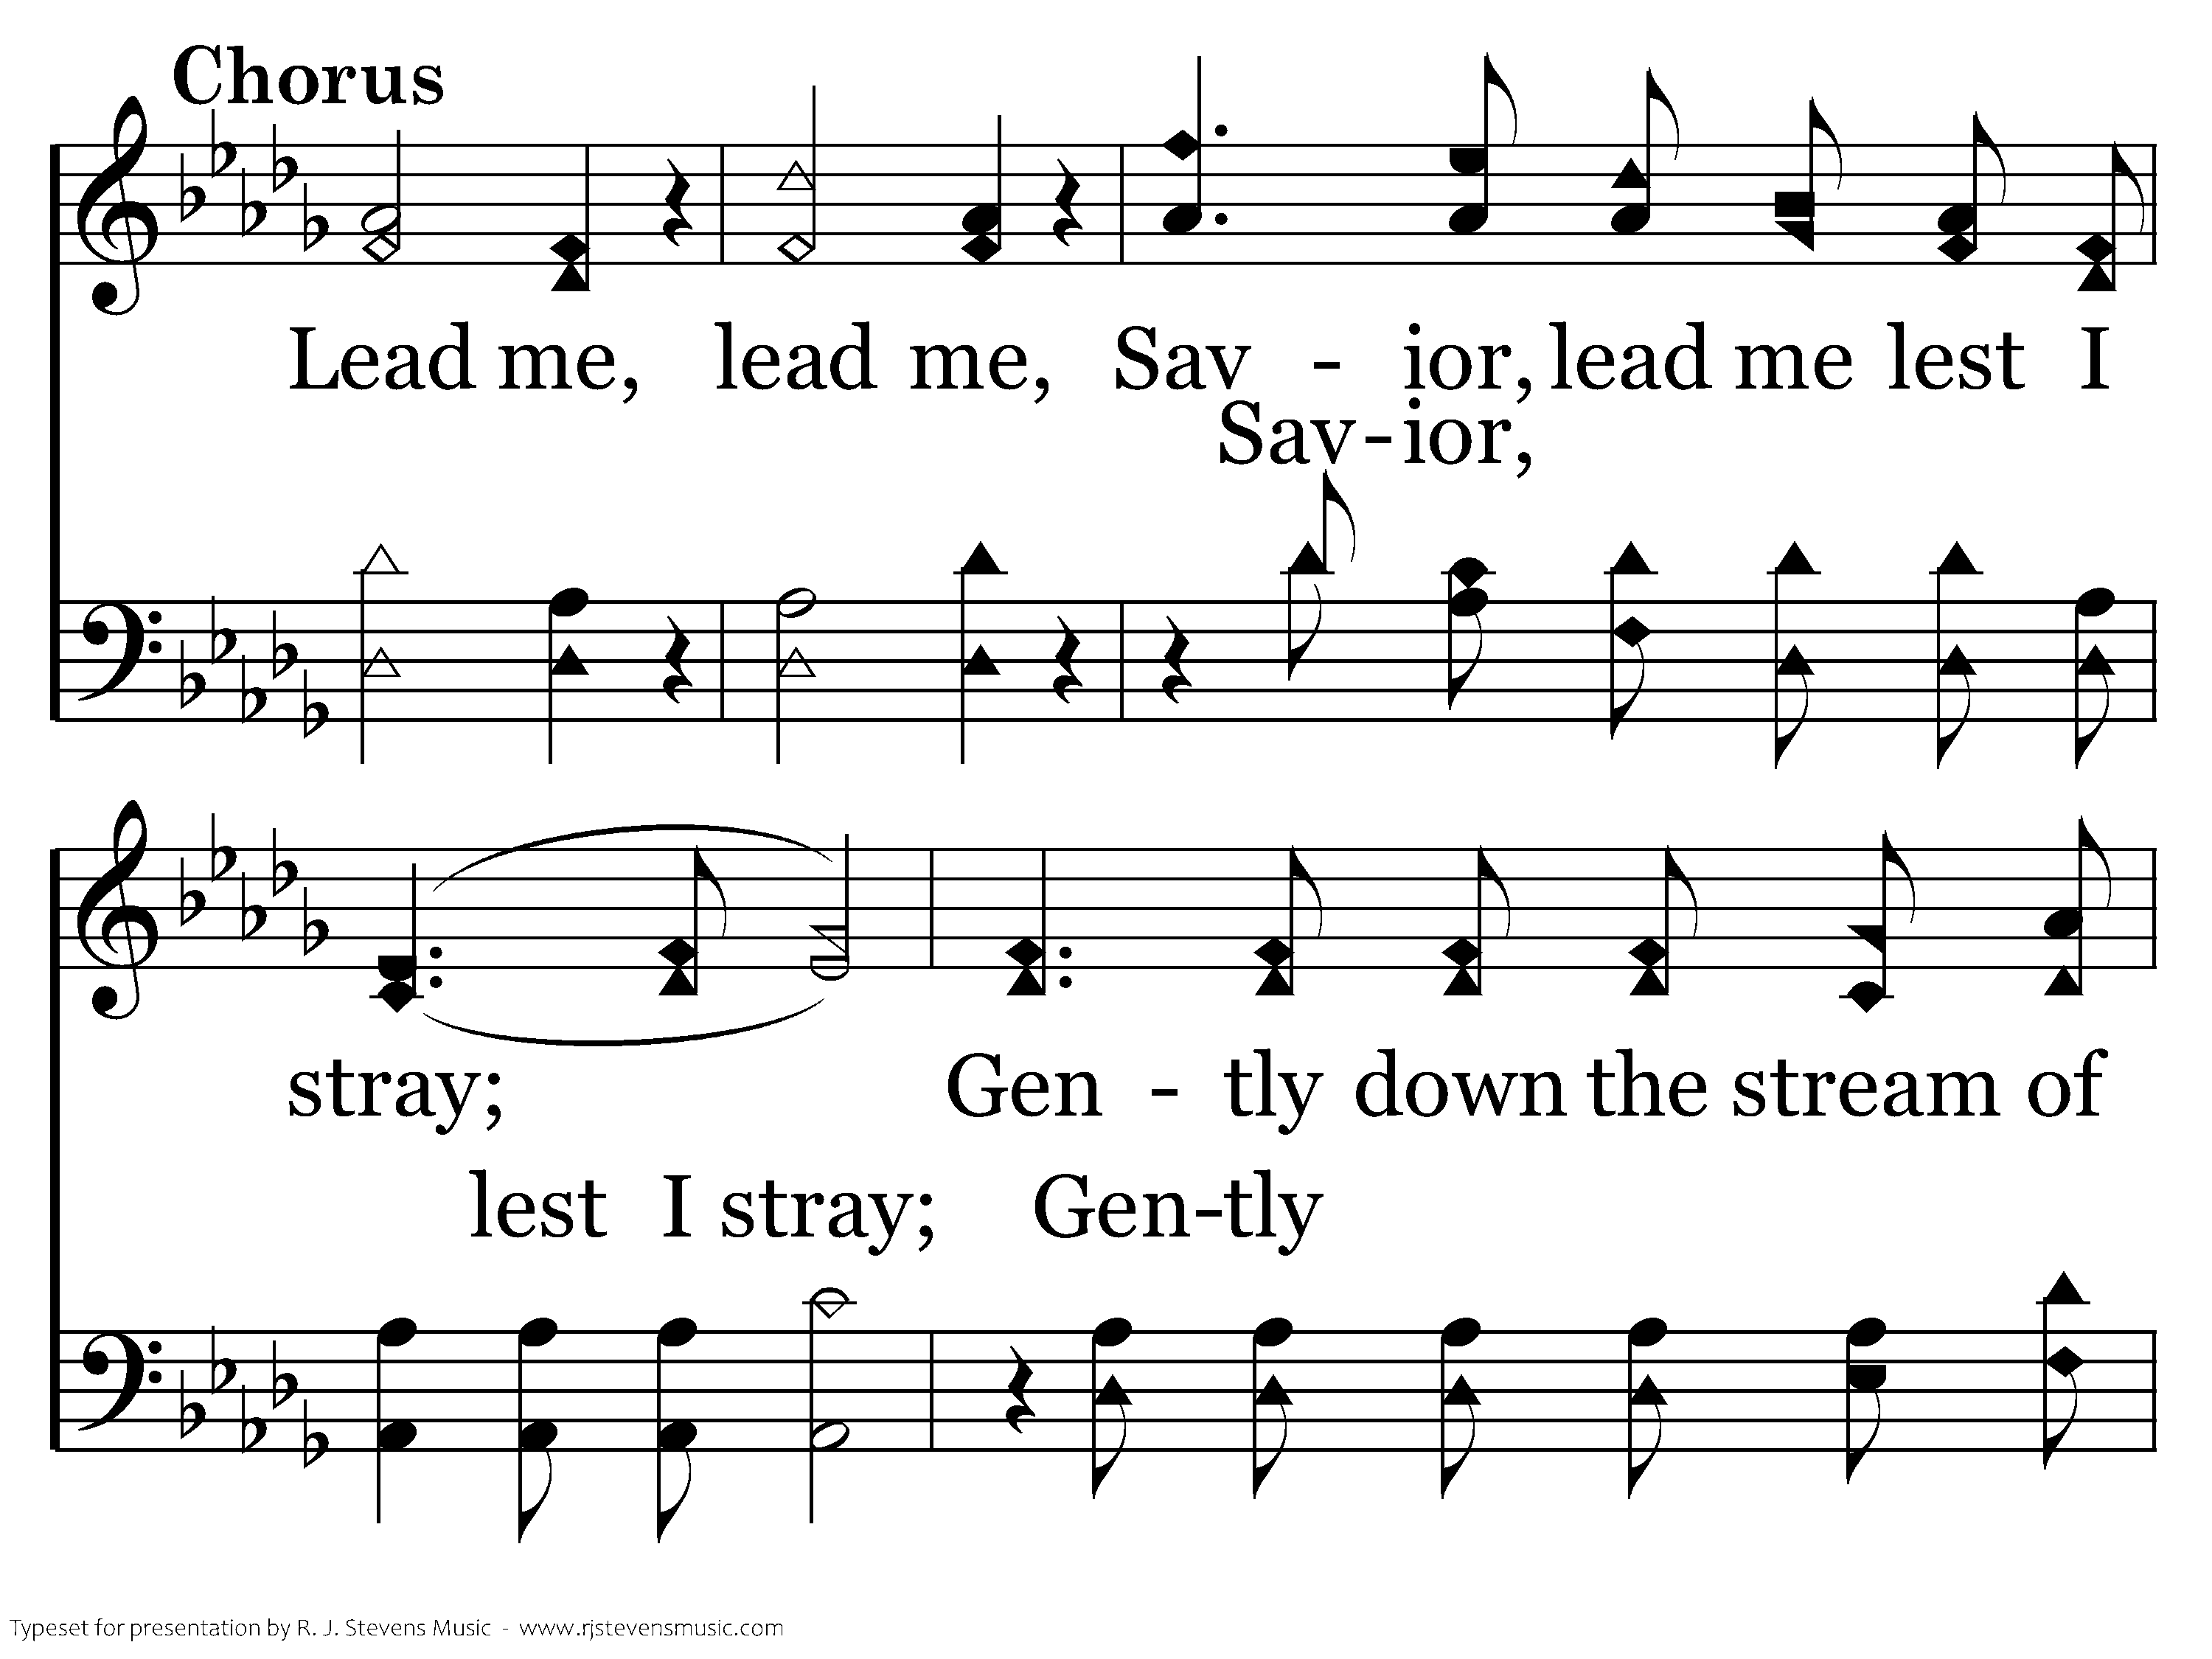 Chorus
Lead me, lead me, Sav - ior, lead me lest I
Sav-ior,
stray; Gen - tly down the stream of
lest I stray; Gen-tly
Typeset for presentation by R. J. Stevens Music - www.rjstevensmusic.com